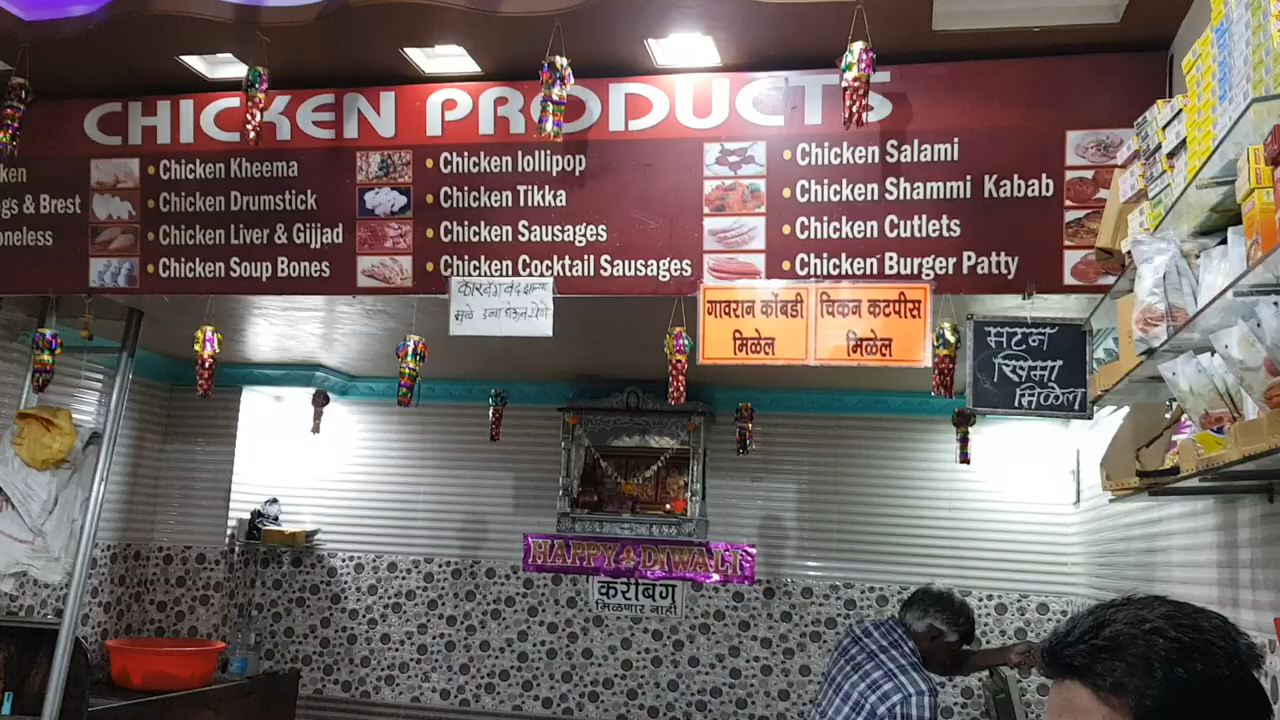 CHICKEN PRODUCTS
ken
gs & Brest
oneless
• Chicken Kheema
• Chicken Drumstick
• Chicken Liver & Gijjad
• Chicken Soup Bones
• Chicken lollipop
• Chicken Tikka
• Chicken Sausages
• Chicken Cocktail Sausages
• Chicken Salami
• Chicken Shammi Kabab
• Chicken Cutlets
• Chicken Burger Patty
कॅरिबॅग बंद झाल्या
मुळे डब्बा घेऊन येणे
गावरान कोंबडी
मिळेल
चिकन कटपीस
मिळेल
मटन
खिमा
मिळेल
HAPPY DIWALI
कॅरीबॅग
मिळणार नाही